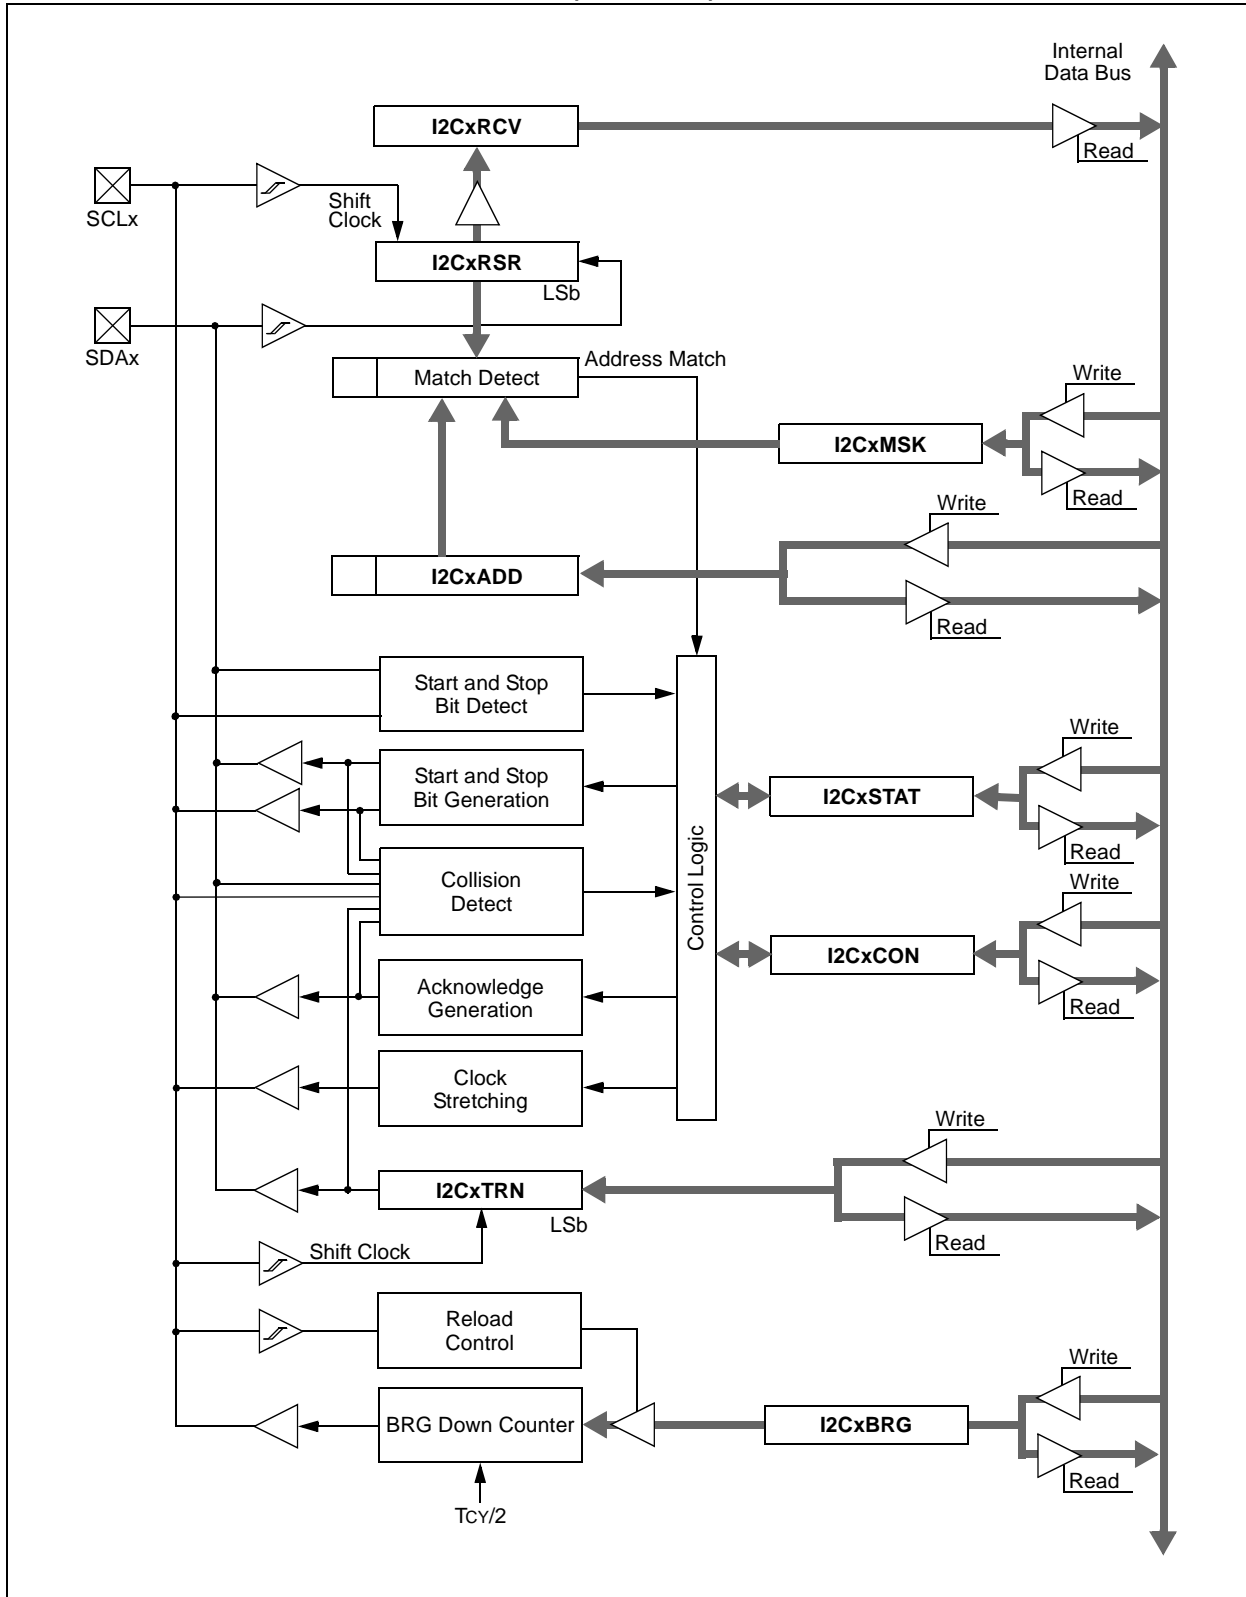 Internal
Data Bus
I2CxRCV
Read
SCLx
Shift
Clock
I2CxRSR
LSb
SDAx
Match Detect
Address Match
Write
I2CxMSK
Read
Write
I2CxADD
Read
Start and Stop
Bit Detect
Write
Start and Stop
Bit Generation
I2CxSTAT
Read
Control Logic
Collision
Detect
Write
I2CxCON
Read
Acknowledge
Generation
Clock
Stretching
Write
I2CxTRN
LSb
Read
Shift Clock
Reload
Control
Write
BRG Down Counter
I2CxBRG
Read
TCY/2